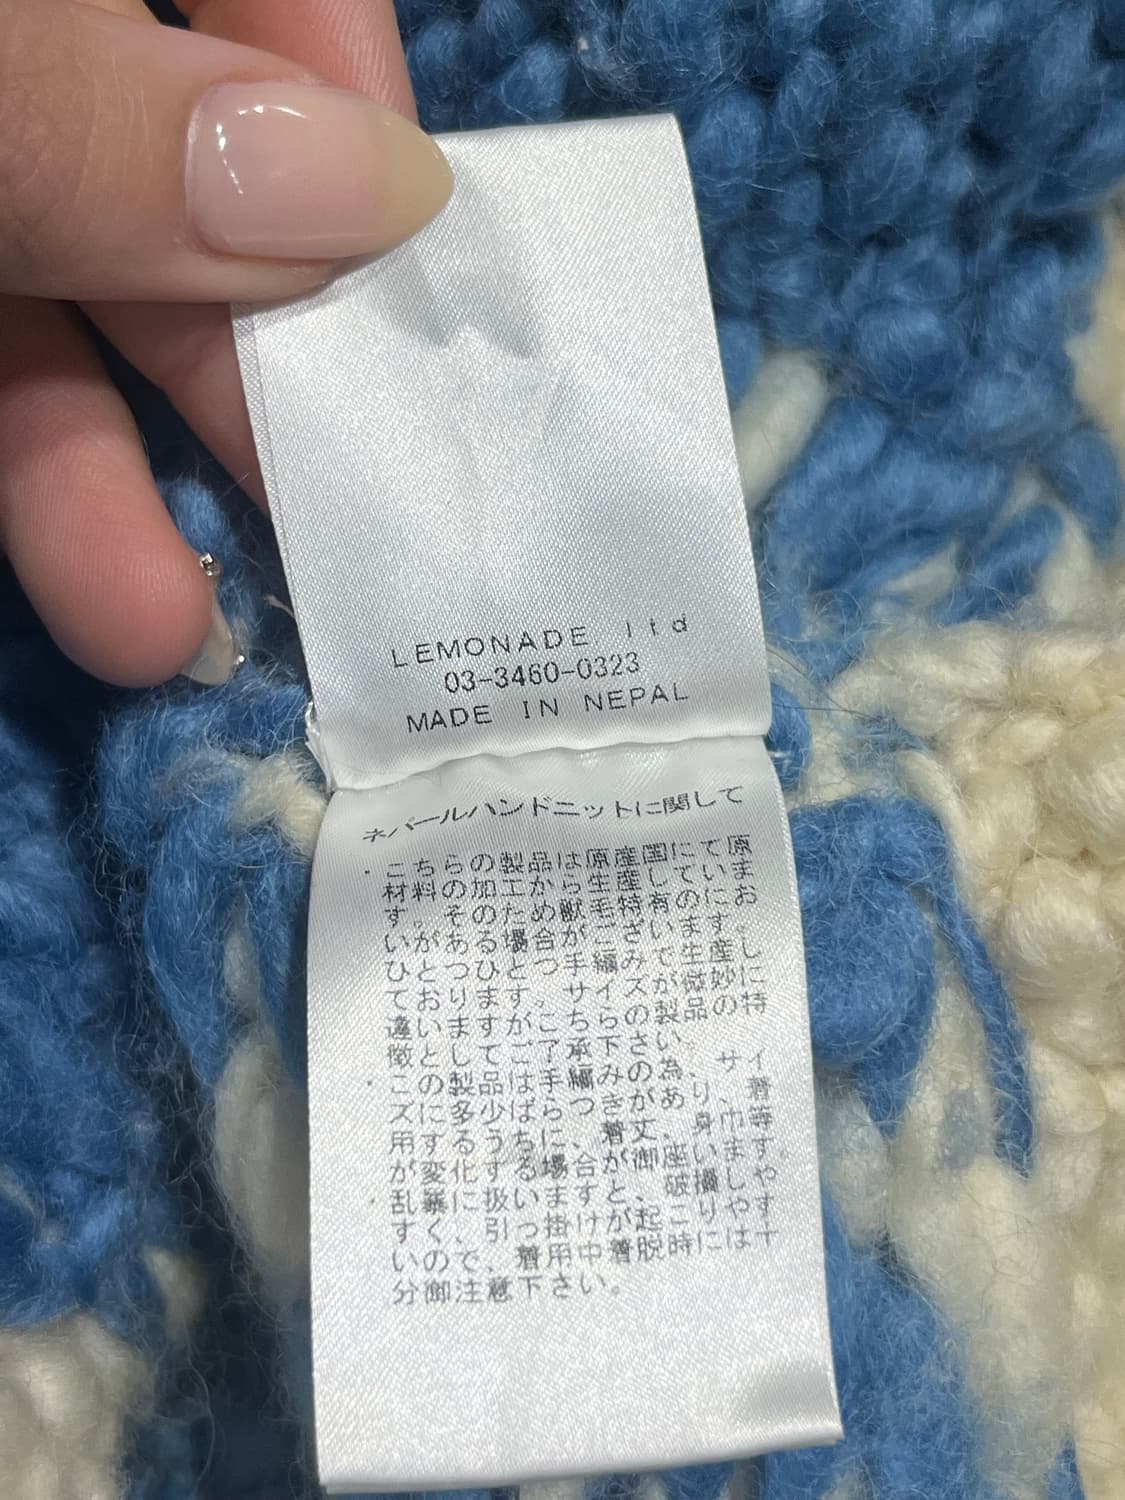 LEMONADE ltd
03-3460-0323
MADE IN NEPAL
ネパールハンドニットに関して
・こちらの製品は原産国にて原
材料の加工から生産していま
す。そのため獣毛特有のにお
いがある場合がございます。
ひとつひとつ手編みで生産し
ております. サイズが微妙に
違いますがこちらの製品の特
徴としてご了承下さい。
・この製品は手編みの為、サイ
ズに多少ばらつきがあり、着
用するうちに、着丈、身巾等
が変化する場合が御座います。
・乱暴に扱いますと、破損しや
すく、引っ掛けが起こりやす
いので、着用中着脱時には十
分御注意下さい。